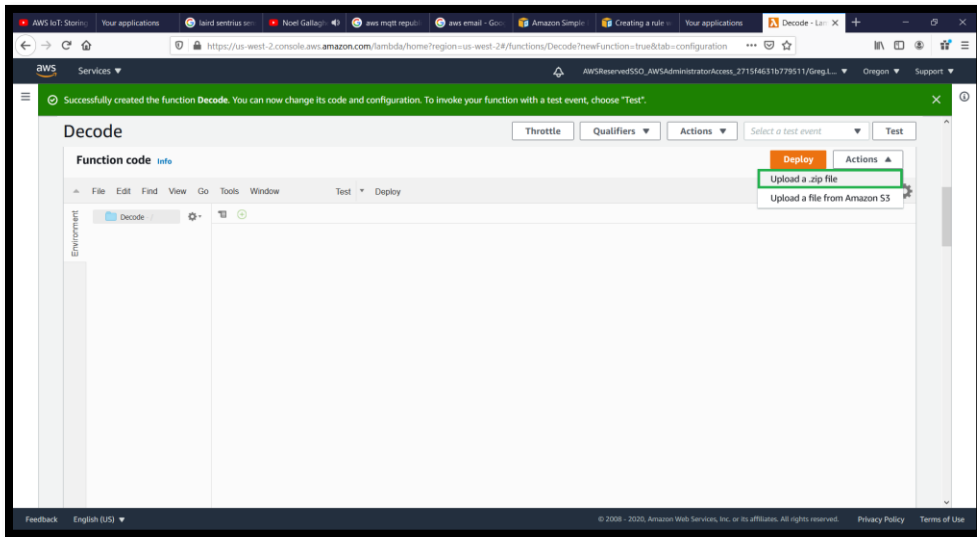 AWS IoT: Storing
Your applications
laird sentrius sen
Noel Gallagh
aws mqtt republi
aws email - Goo
Amazon Simple
Creating a rule
Your applications
Decode - Lam
https://us-west-2.console.aws.amazon.com/lambda/home?region=us-west-2#/functions/Decode?newFunction=true&tab=configuration
aws
Services
AWSReservedSSO_AWSAdministratorAccess_2715f4631b779511/Greg.L...
Oregon
Support
Successfully created the function Decode. You can now change its code and configuration. To invoke your function with a test event, choose "Test".
Decode
Throttle
Qualifiers
Actions
Select a test event
Test
Function code Info
Deploy
Actions
Upload a .zip file
Upload a file from Amazon S3
File Edit Find View Go Tools Window Test Deploy
Environment
Decode /
Feedback
English (US)
© 2008 - 2020, Amazon Web Services, Inc. or its affiliates. All rights reserved.
Privacy Policy
Terms of Use